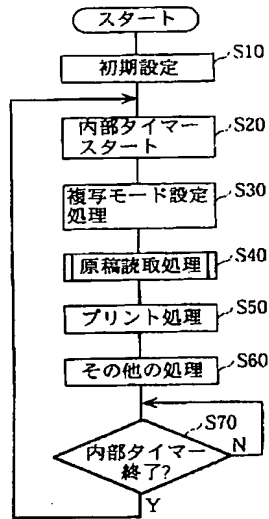 スタート
初期設定
S10
内部タイマー
スタート
S20
複写モード設定
処理
S30
原稿読取処理
S40
プリント処理
S50
その他の処理
S60
S70
内部タイマー
終了?
N
Y